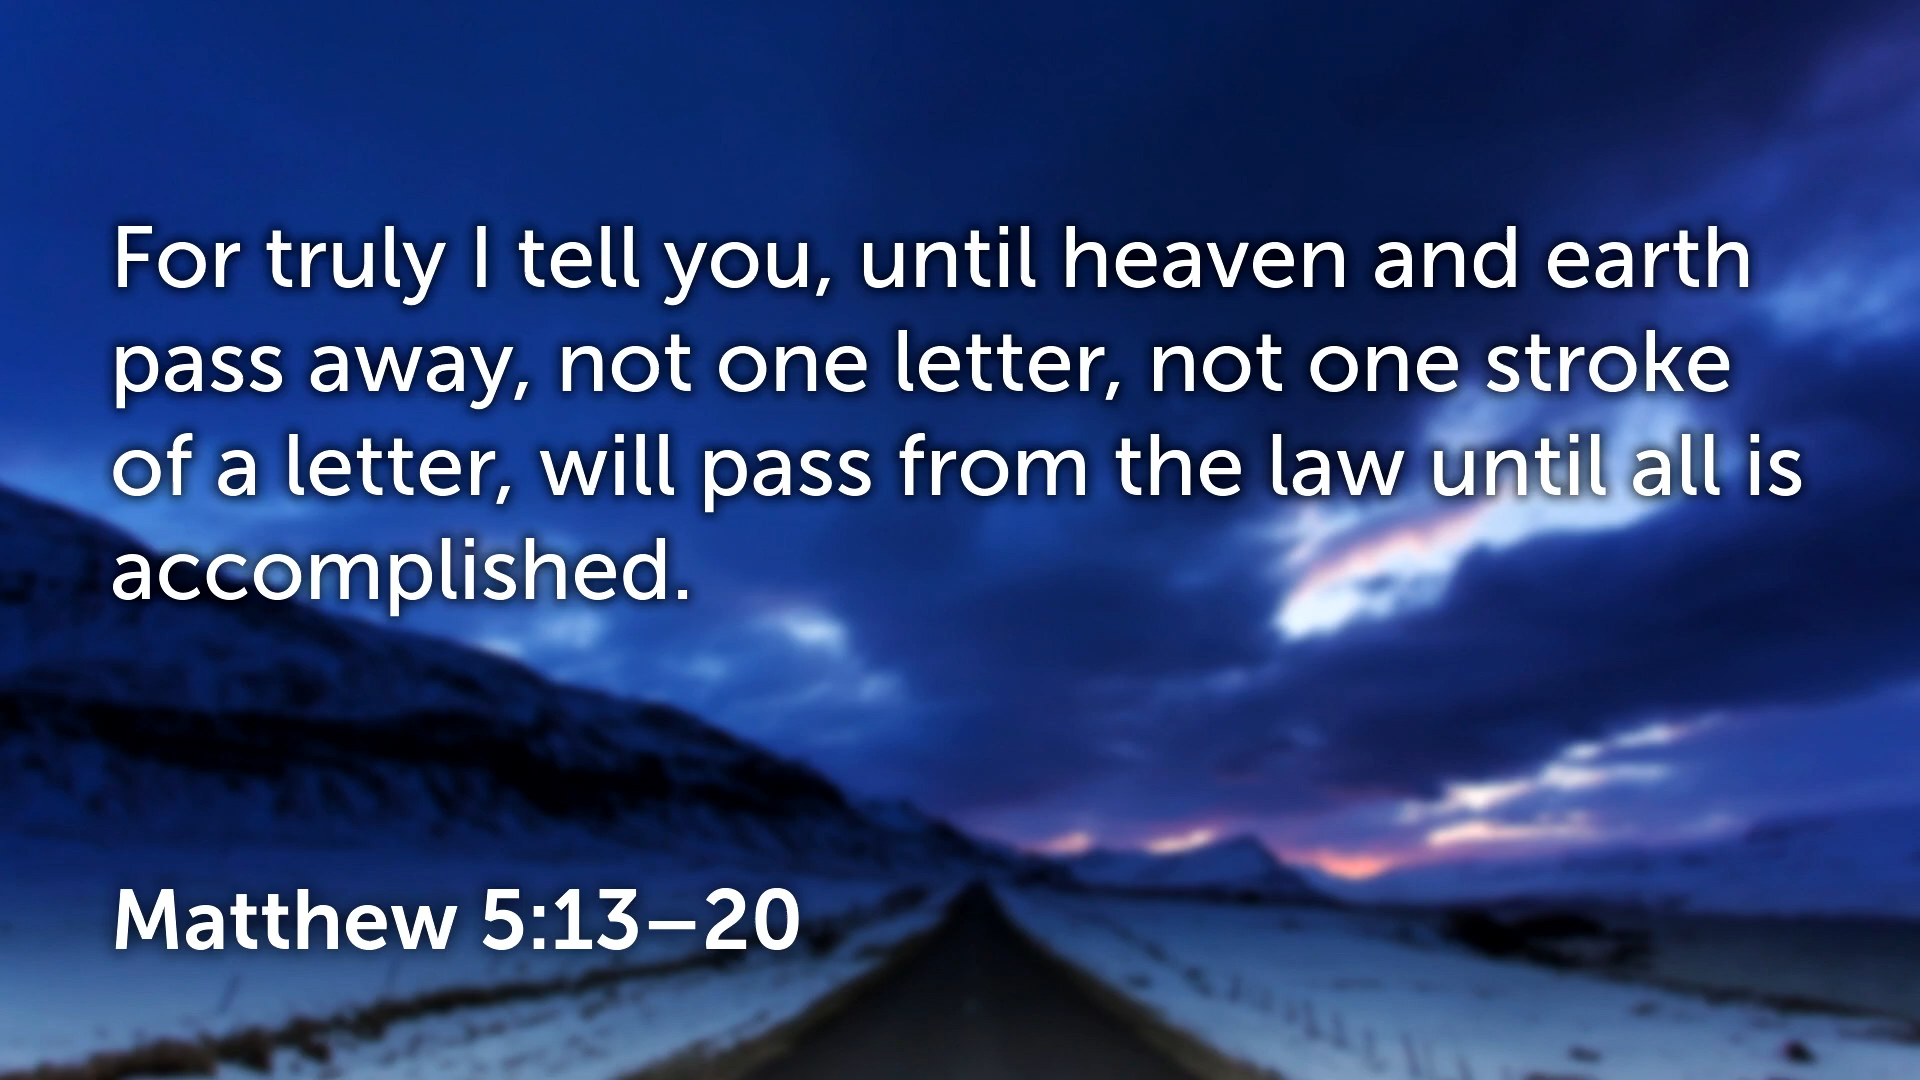 For truly I tell you, until heaven and earth
pass away, not one letter, not one stroke
of a letter, will pass from the law until all is
accomplished.
Matthew 5:13–20